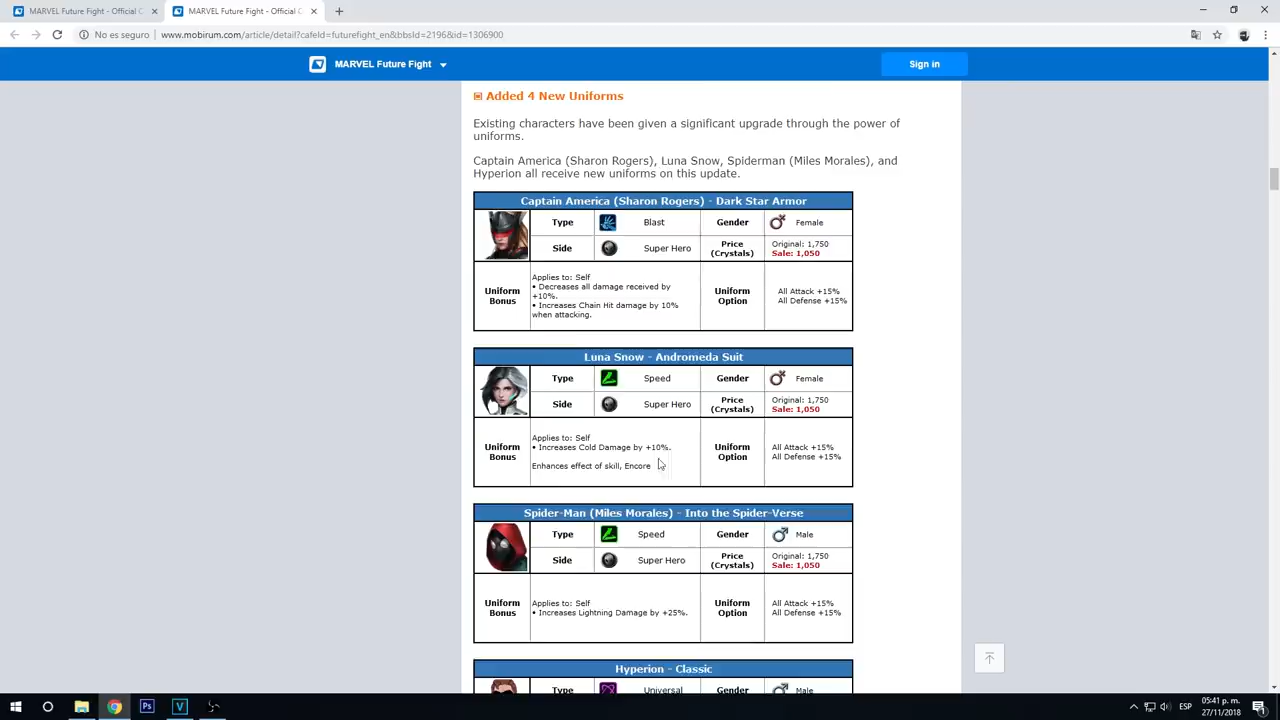 MARVEL Future Fight - Official C
MARVEL Future Fight - Official C
No es seguro
www.mobirum.com/article/detail?cafeId=futurefight_en&bbsId=2196&id=1306900
MARVEL Future Fight
Sign in
Added 4 New Uniforms
Existing characters have been given a significant upgrade through the power of
uniforms.
Captain America (Sharon Rogers), Luna Snow, Spiderman (Miles Morales), and
Hyperion all receive new uniforms on this update.
Captain America (Sharon Rogers) - Dark Star Armor
Type
Blast
Gender
Female
Side
Super Hero
Price
(Crystals)
Original: 1,750
Sale: 1,050
Uniform
Bonus
Applies to: Self
• Decreases all damage received by
+10%.
• Increases Chain Hit damage by 10%
when attacking.
Uniform
Option
All Attack +15%
All Defense +15%
Luna Snow - Andromeda Suit
Type
Speed
Gender
Female
Side
Super Hero
Price
(Crystals)
Original: 1,750
Sale: 1,050
Uniform
Bonus
Applies to: Self
• Increases Cold Damage by +10%.
Enhances effect of skill, Encore
Uniform
Option
All Attack +15%
All Defense +15%
Spider-Man (Miles Morales) - Into the Spider-Verse
Type
Speed
Gender
Male
Side
Super Hero
Price
(Crystals)
Original: 1,750
Sale: 1,050
Uniform
Bonus
Applies to: Self
• Increases Lightning Damage by +25%.
Uniform
Option
All Attack +15%
All Defense +15%
Hyperion - Classic
Type
Universal
Gender
Male
ESP
05:41 p. m.
27/11/2018